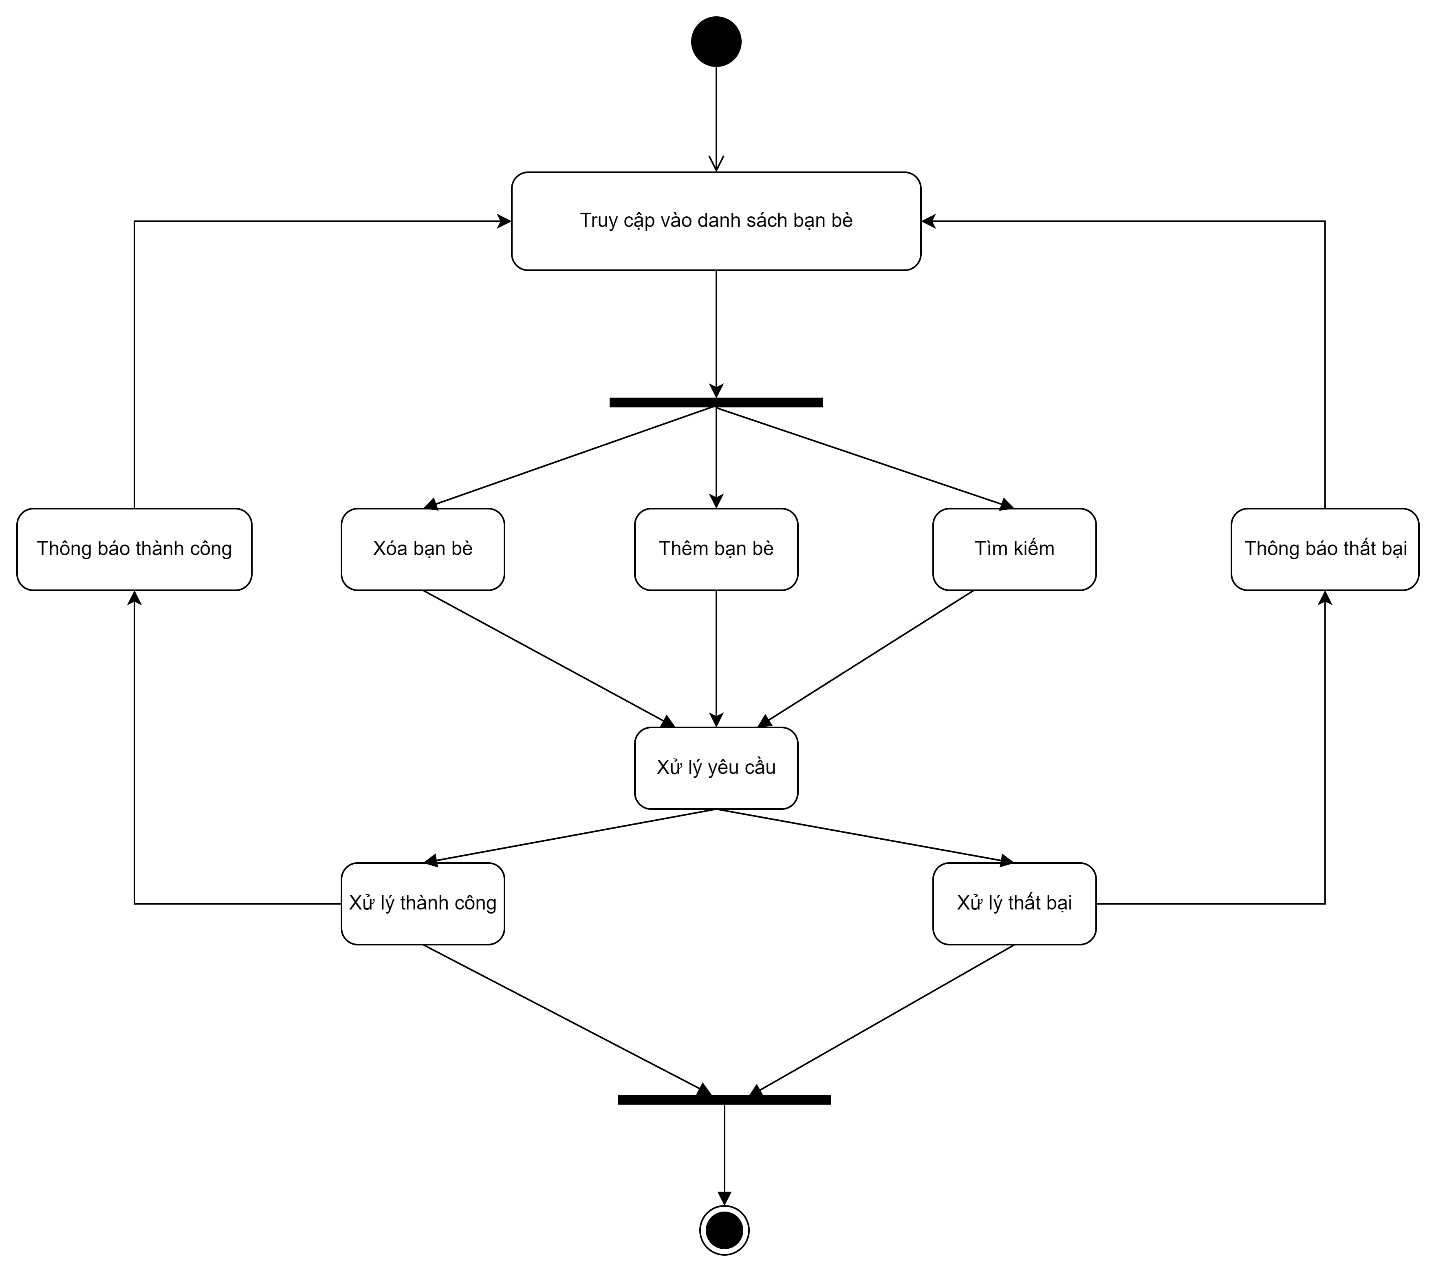 Truy cập vào danh sách bạn bè
Thông báo thành công
Xóa bạn bè
Thêm bạn bè
Tìm kiếm
Thông báo thất bại
Xử lý yêu cầu
Xử lý thành công
Xử lý thất bại